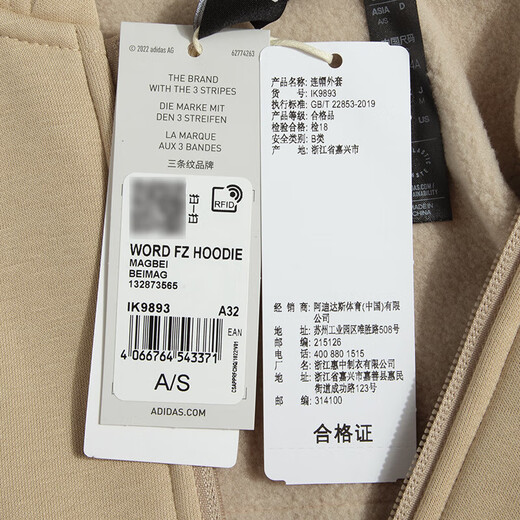 © 2022 adidas AG
62774263
THE BRAND
WITH THE 3 STRIPES
DIE MARKE MIT
DEN 3 STREIFEN
LA MARQUE
AUX 3 BANDES
三条纹品牌
RFID
WORD FZ HOODIE
MAGBEI
BEIMAG
132873565
IK9893 A32
EAN
4 066764 543371
A/S
ADIDAS.COM
产品名称: 连帽外套
货 号: IK9893
执行标准: GB/T 22853-2019
产品等级: 合格品
检验合格: 检18
安全类别: B类
产 地: 浙江省嘉兴市
经 销 商: 阿迪达斯体育(中国)有限
公司
地 址: 苏州工业园区唯胜路508号
邮 编: 215126
电 话: 400 880 1515
厂 名: 浙江惠中制衣有限公司
地 址: 浙江省嘉兴市嘉善县惠民
街道成功路123号
邮 编: 314100
合格证
ASIA
D
A/S
中国尺码